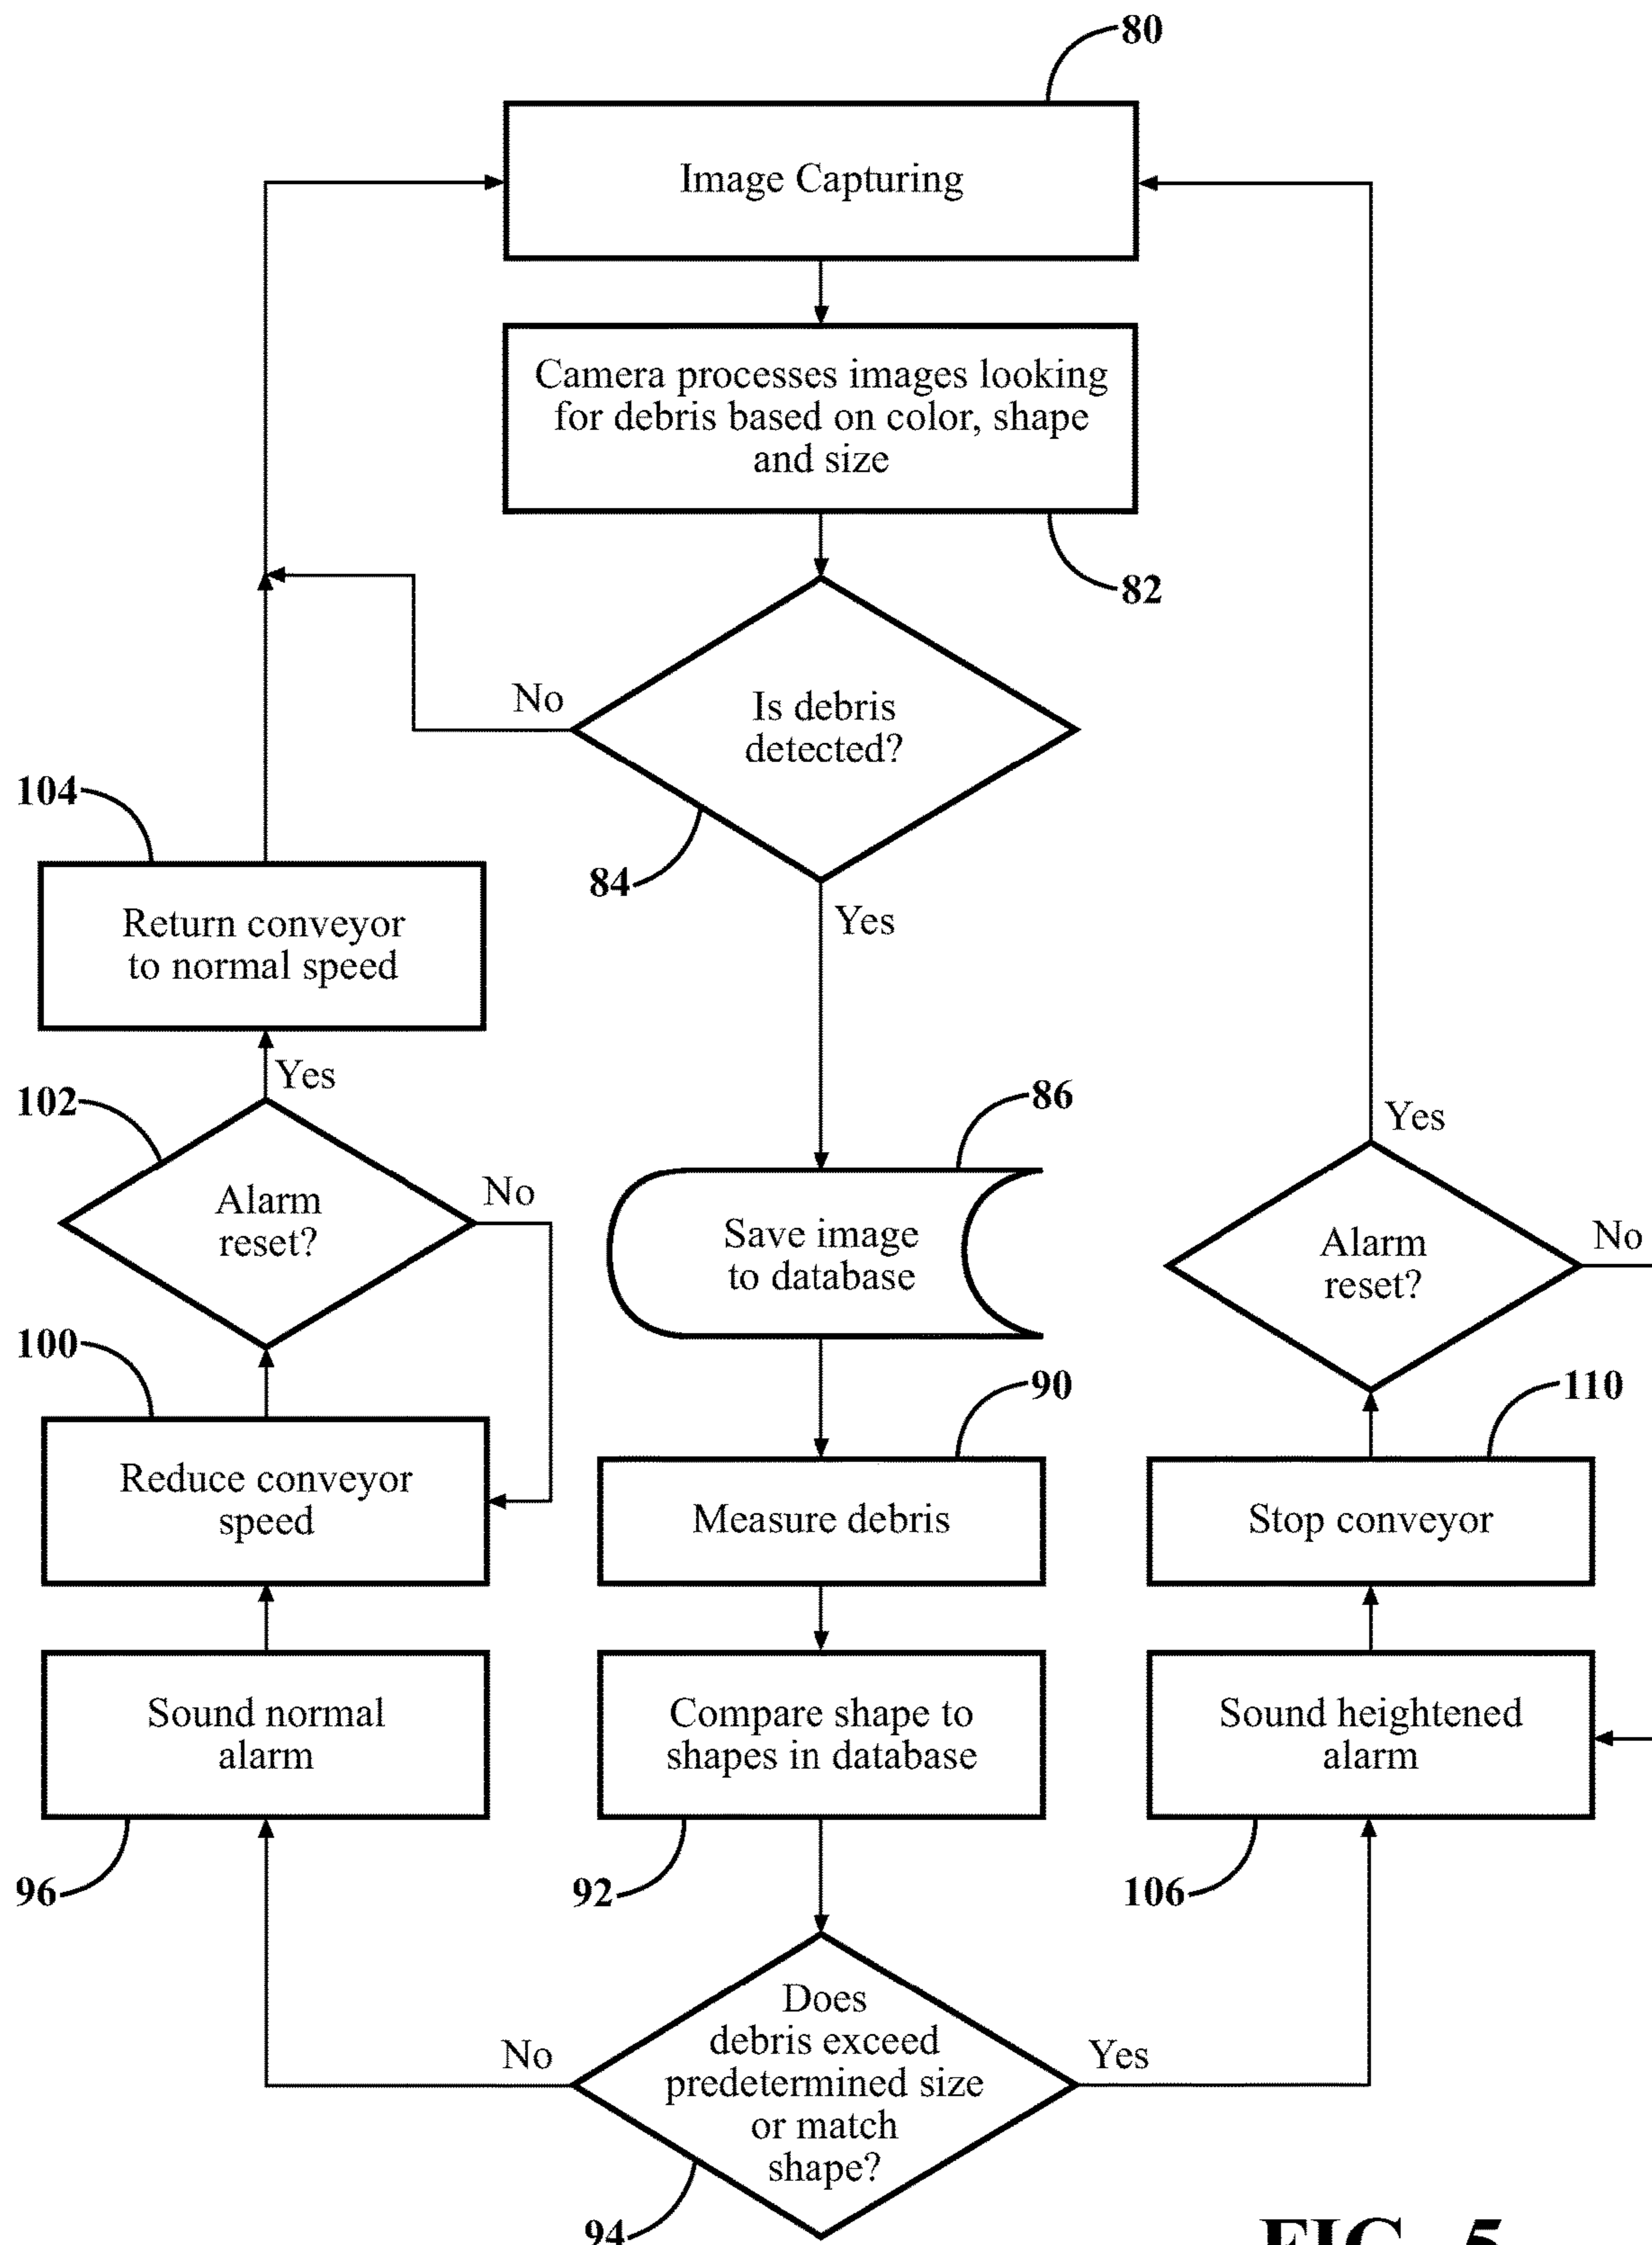 80
Image Capturing
Camera processes images looking
for debris based on color, shape
and size
82
No
Is debris
detected?
84
Yes
104
Return conveyor
to normal speed
Yes
102
Alarm
reset?
No
100
Reduce conveyor
speed
Sound normal
alarm
96
86
Save image
to database
90
Measure debris
Compare shape to
shapes in database
92
Yes
Alarm
reset?
No
110
Stop conveyor
Sound heightened
alarm
106
No
Does
debris exceed
predetermined size
or match
shape?
Yes
94
FIG. 5